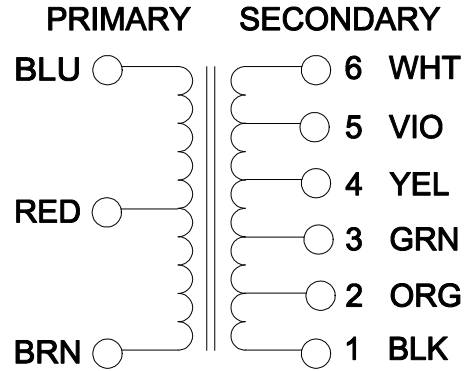 PRIMARY SECONDARY
BLU 6 WHT
5 VIO
4 YEL
RED
3 GRN
2 ORG
BRN 1 BLK